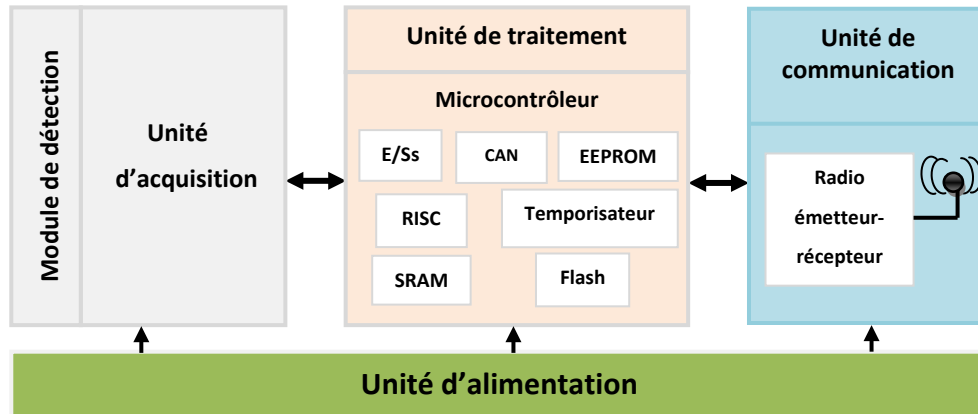 Module de détection
Unité
d’acquisition
Unité de traitement
Microcontrôleur
E/Ss
CAN
EEPROM
RISC
Temporisateur
SRAM
Flash
Unité de
communication
Radio
émetteur-
récepteur
Unité d’alimentation